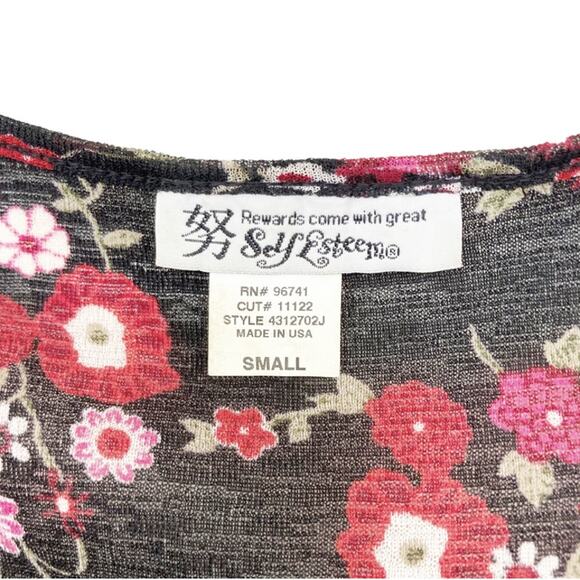 努 Rewards come with great
Self Esteem®
RN# 96741
CUT# 11122
STYLE 4312702J
MADE IN USA
SMALL